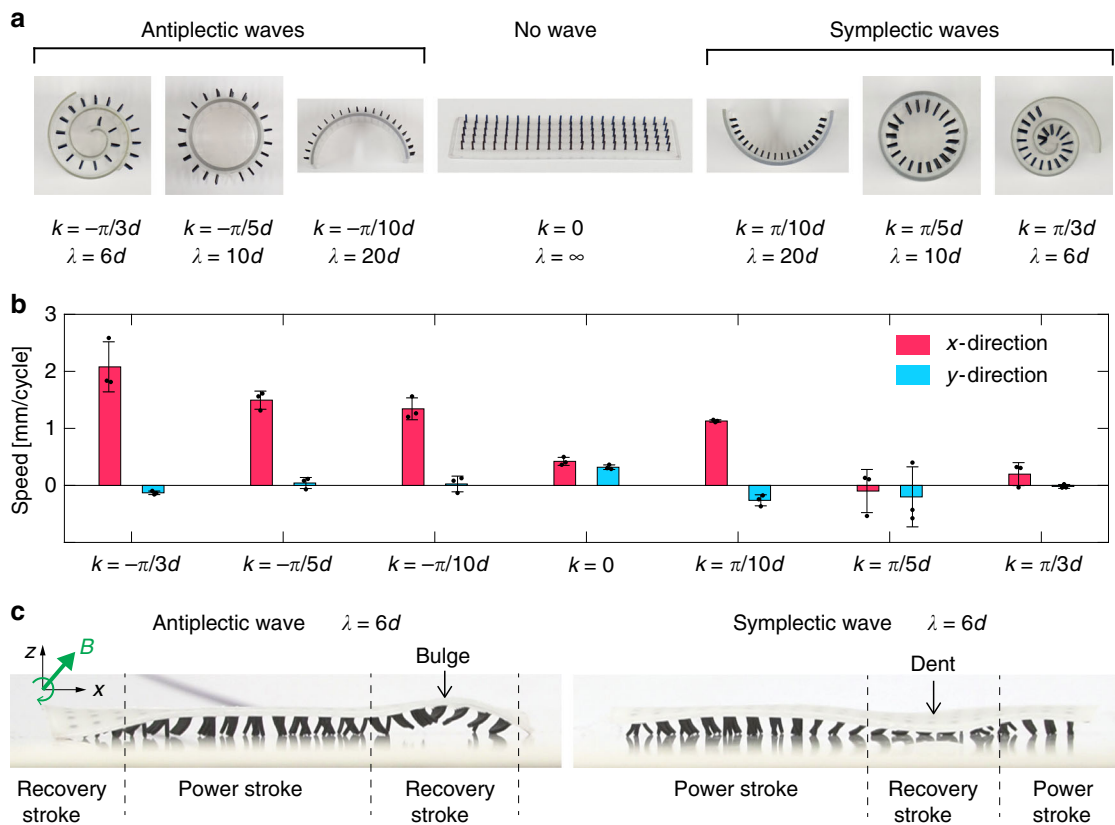 a
Antiplectic waves
No wave
Symplectic waves
k = −π/3d
k = −π/5d
k = −π/10d
k = 0
k = π/10d
k = π/5d
k = π/3d
λ = 6d
λ = 10d
λ = 20d
λ = ∞
λ = 20d
λ = 10d
λ = 6d
b
Speed [mm/cycle]
3
2
1
0
x-direction
y-direction
k = −π/3d
k = −π/5d
k = −π/10d
k = 0
k = π/10d
k = π/5d
k = π/3d
c
Antiplectic wave λ = 6d
Symplectic wave λ = 6d
z
B
x
Bulge
Dent
Recovery
stroke
Power stroke
Recovery
stroke
Power stroke
Recovery
stroke
Power
stroke